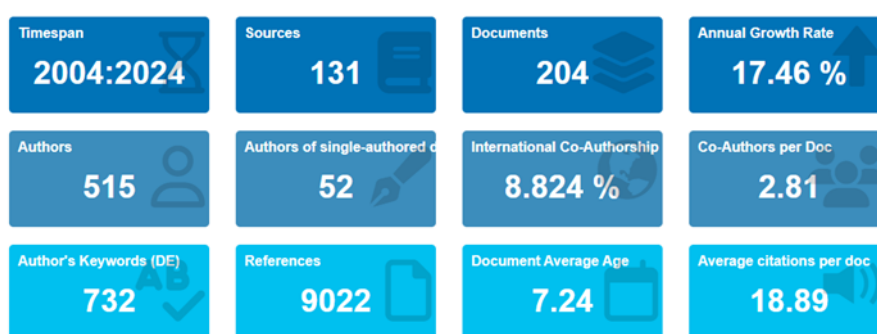 Timespan
2004:2024
Sources
131
Documents
204
Annual Growth Rate
17.46 %
Authors
515
Authors of single-authored d
52
International Co-Authorship
8.824 %
Co-Authors per Doc
2.81
Author's Keywords (DE)
AB
732
References
9022
Document Average Age
7.24
Average citations per doc
18.89